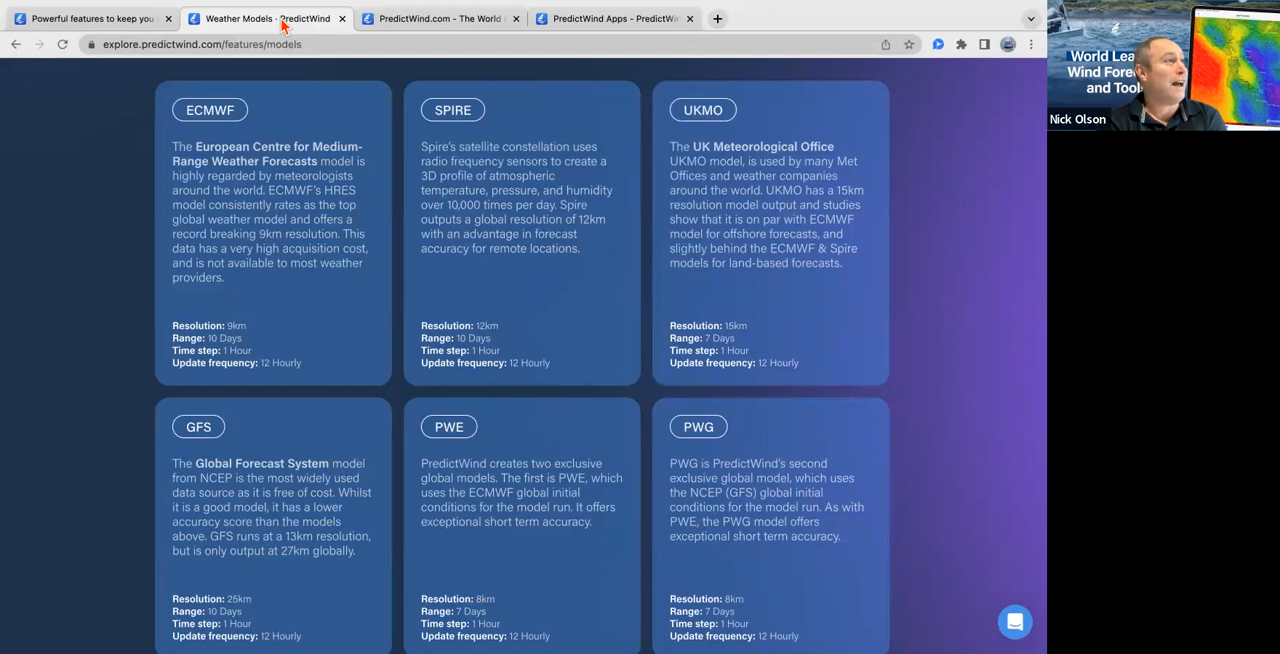 Powerful features to keep you
Weather Models · PredictWind
PredictWind.com - The World
PredictWind Apps - PredictWin
explore.predictwind.com/features/models
World Lea
Wind Fore
and Tool
Nick Olson
ECMWF
The European Centre for Medium-
Range Weather Forecasts model is
highly regarded by meteorologists
around the world. ECMWF's HRES
model consistently rates as the top
global weather model and offers a
record breaking 9km resolution. This
data has a very high acquisition cost,
and is not available to most weather
providers.
Resolution: 9km
Range: 10 Days
Time step: 1 Hour
Update frequency: 12 Hourly
SPIRE
Spire's satellite constellation uses
radio frequency sensors to create a
3D profile of atmospheric
temperature, pressure, and humidity
over 10,000 times per day. Spire
outputs a global resolution of 12km
with an advantage in forecast
accuracy for remote locations.
Resolution: 12km
Range: 10 Days
Time step: 1 Hour
Update frequency: 12 Hourly
UKMO
The UK Meteorological Office
UKMO model, is used by many Met
Offices and weather companies
around the world. UKMO has a 15km
resolution model output and studies
show that it is on par with ECMWF
model for offshore forecasts, and
slightly behind the ECMWF & Spire
models for land-based forecasts.
Resolution: 15km
Range: 7 Days
Time step: 1 Hour
Update frequency: 12 Hourly
GFS
The Global Forecast System model
from NCEP is the most widely used
data source as it is free of cost. Whilst
it is a good model, it has a lower
accuracy score than the models
above. GFS runs at a 13km resolution,
but is only output at 27km globally.
Resolution: 25km
Range: 10 Days
Time step: 1 Hour
Update frequency: 12 Hourly
PWE
PredictWind creates two exclusive
global models. The first is PWE, which
uses the ECMWF global initial
conditions for the model run. It offers
exceptional short term accuracy.
Resolution: 8km
Range: 7 Days
Time step: 1 Hour
Update frequency: 12 Hourly
PWG
PWG is PredictWind's second
exclusive global model, which uses
the NCEP (GFS) global initial
conditions for the model run. As with
PWE, the PWG model offers
exceptional short term accuracy.
Resolution: 8km
Range: 7 Days
Time step: 1 Hour
Update frequency: 12 Hourly